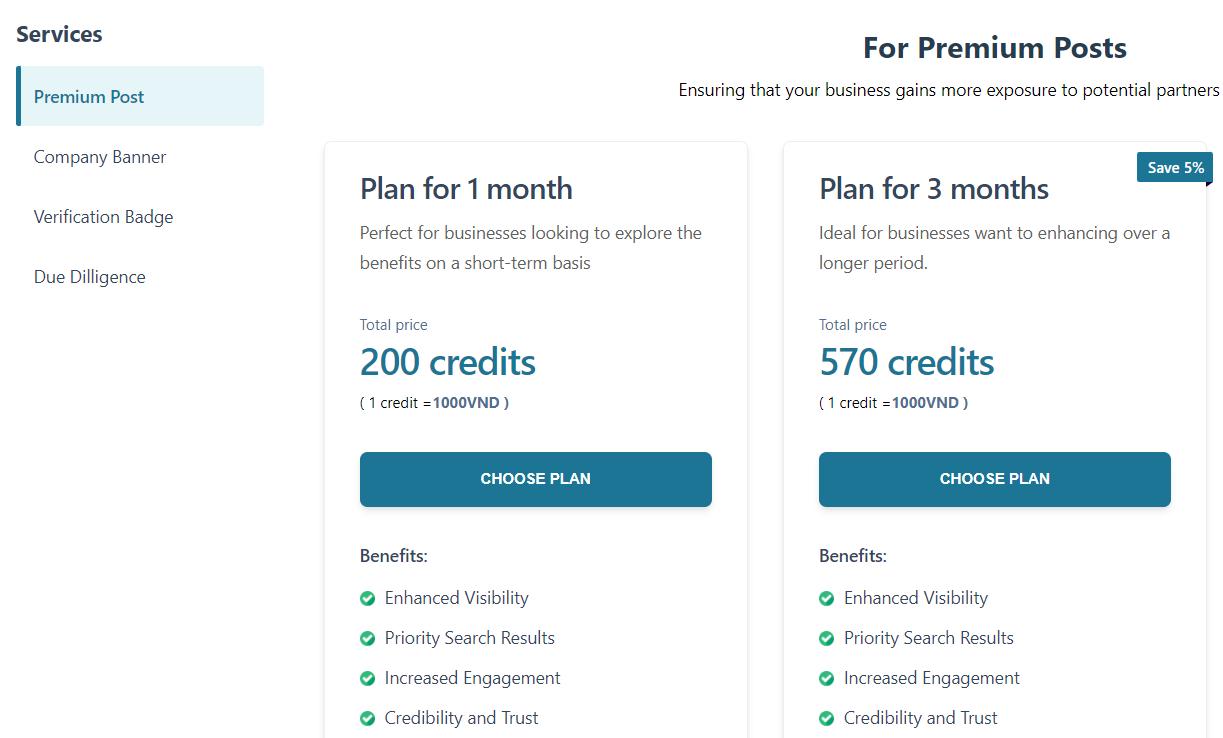 Services
Premium Post
Company Banner
Verification Badge
Due Dilligence
For Premium Posts
Ensuring that your business gains more exposure to potential partners
Plan for 1 month
Perfect for businesses looking to explore the
benefits on a short-term basis
Total price
200 credits
( 1 credit =1000VND )
CHOOSE PLAN
Benefits:
Enhanced Visibility
Priority Search Results
Increased Engagement
Credibility and Trust
Save 5%
Plan for 3 months
Ideal for businesses want to enhancing over a
longer period.
Total price
570 credits
( 1 credit =1000VND )
CHOOSE PLAN
Benefits:
Enhanced Visibility
Priority Search Results
Increased Engagement
Credibility and Trust